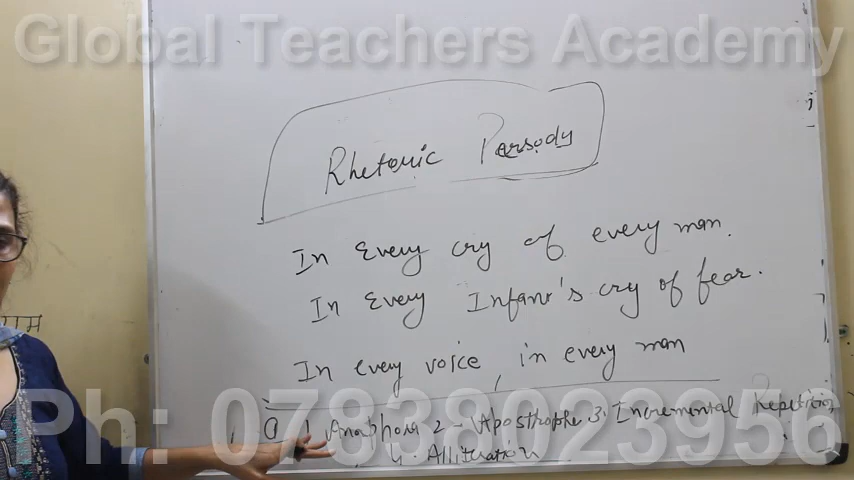 Global Teachers Academy
Rhetoric Parsody
In Every cry of every man.
In Every Infant's cry of fear.
In every voice, in every man
Ph: 07838023956
Q 1. Anaphora 2 - Apostrophe 3. Incremental Repetition
4. Alliteration